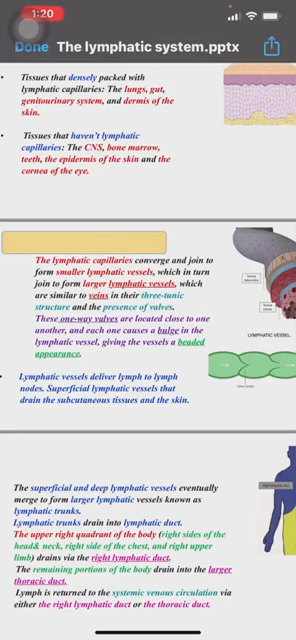 1:20
Done The lymphatic system.pptx
• Tissues that densely packed with
lymphatic capillaries: The lungs, gut,
genitourinary system, and dermis of the
skin.
• Tissues that haven't lymphatic
capillaries: The CNS, bone marrow,
teeth, the epidermis of the skin and the
cornea of the eye.
The lymphatic capillaries converge and join to
form smaller lymphatic vessels, which in turn
join to form larger lymphatic vessels, which
are similar to veins in their three-tunic
structure and the presence of valves.
These one-way valves are located close to one
another, and each one causes a bulge in the
lymphatic vessel, giving the vessels a beaded
appearance.
LYMPHATIC VESSEL
• Lymphatic vessels deliver lymph to lymph
nodes. Superficial lymphatic vessels that
drain the subcutaneous tissues and the skin.
The superficial and deep lymphatic vessels eventually
merge to form larger lymphatic vessels known as
lymphatic trunks.
Lymphatic trunks drain into lymphatic duct.
The upper right quadrant of the body (right sides of the
head& neck, right side of the chest, and right upper
limb) drains via the right lymphatic duct.
The remaining portions of the body drain into the larger
thoracic duct.
Lymph is returned to the systemic venous circulation via
either the right lymphatic duct or the thoracic duct.